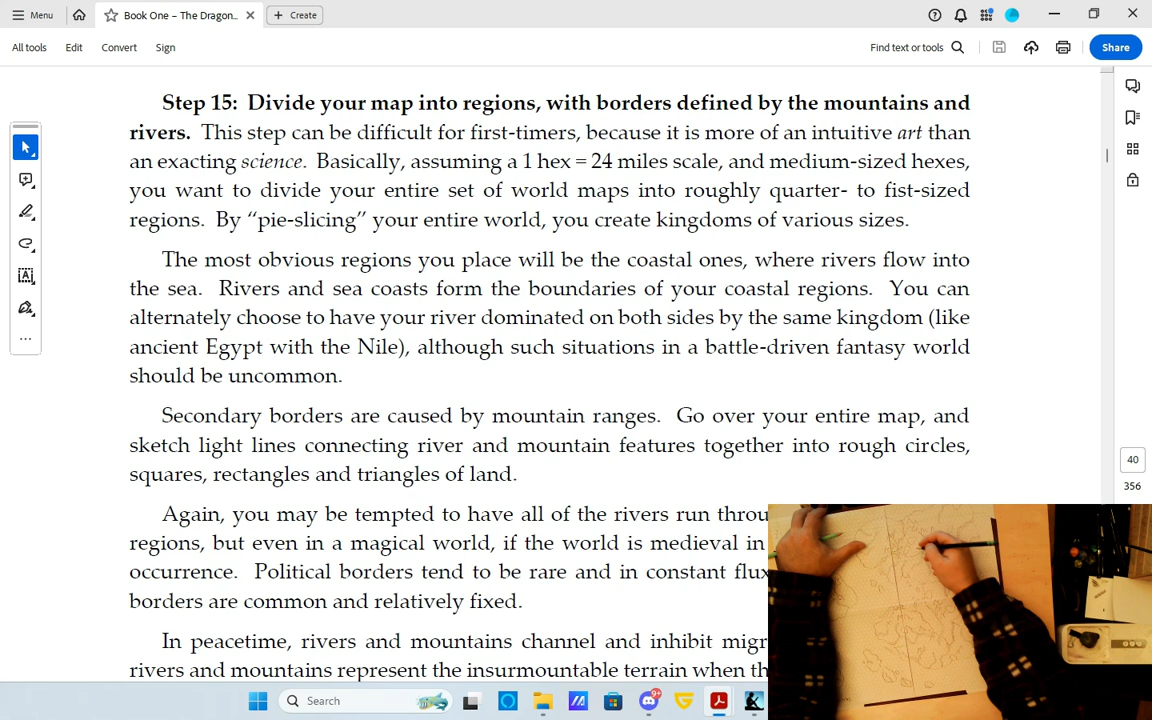 Menu
Book One – The Dragon...
Create
All tools
Edit
Convert
Sign
Find text or tools
Share
Step 15: Divide your map into regions, with borders defined by the mountains and
rivers. This step can be difficult for first-timers, because it is more of an intuitive art than
an exacting science. Basically, assuming a 1 hex = 24 miles scale, and medium-sized hexes,
you want to divide your entire set of world maps into roughly quarter- to fist-sized
regions. By “pie-slicing” your entire world, you create kingdoms of various sizes.
The most obvious regions you place will be the coastal ones, where rivers flow into
the sea. Rivers and sea coasts form the boundaries of your coastal regions. You can
alternately choose to have your river dominated on both sides by the same kingdom (like
ancient Egypt with the Nile), although such situations in a battle-driven fantasy world
should be uncommon.
Secondary borders are caused by mountain ranges. Go over your entire map, and
sketch light lines connecting river and mountain features together into rough circles,
squares, rectangles and triangles of land.
Again, you may be tempted to have all of the rivers run throu
regions, but even in a magical world, if the world is medieval in
occurrence. Political borders tend to be rare and in constant flux
borders are common and relatively fixed.
In peacetime, rivers and mountains channel and inhibit migr
rivers and mountains represent the insurmountable terrain when th
40
356
Search
9+